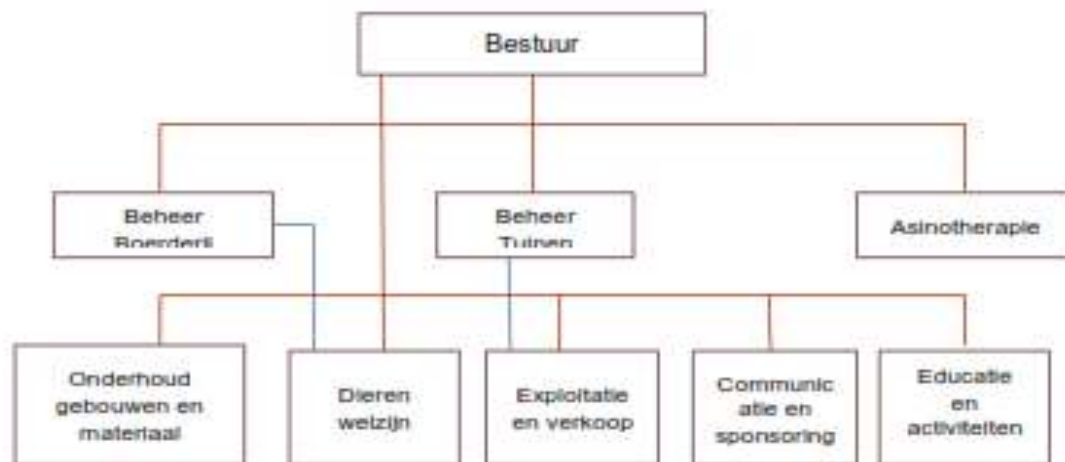 Bestuur
Beheer
Boerderij
Beheer
Tuinen
Asinotherapie
Onderhoud
gebouwen en
materiaal
Dieren
welzijn
Exploitatie
en verkoop
Communic
atie en
sponsoring
Educatie
en
activiteiten